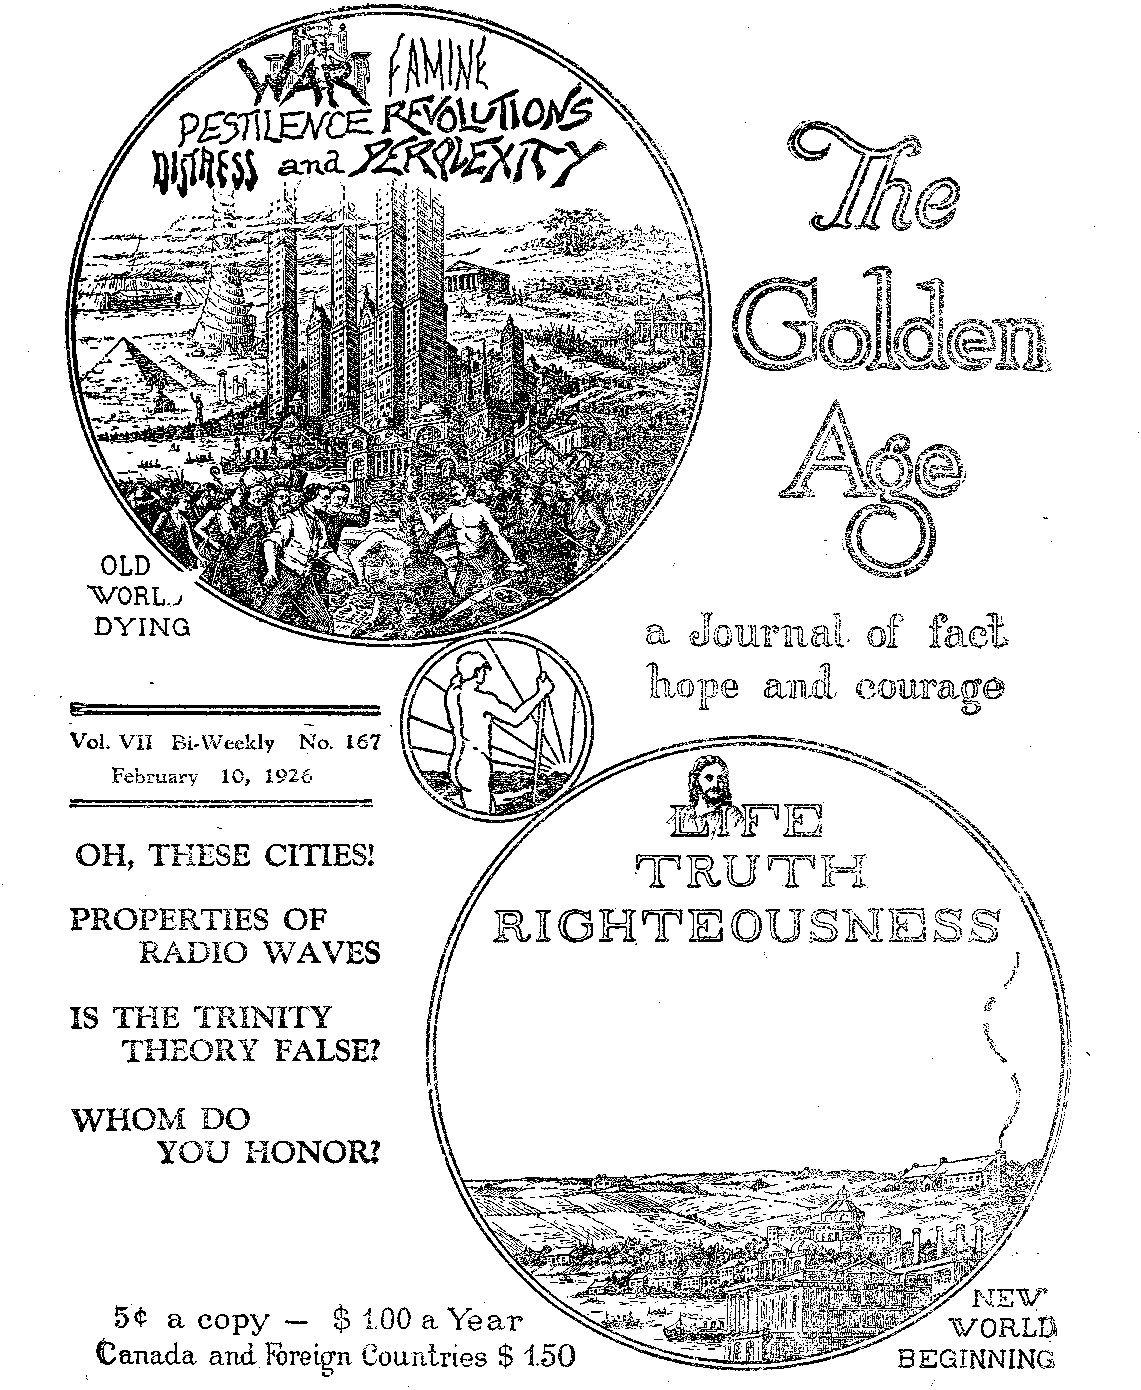 WAR FAMINE
PESTILENCE REVOLUTIONS
DISTRESS and PERPLEXITY
The
Golden
Age
a Journal of fact
hope and courage
OLD
WORLD
DYING
Vol. VII Bi-Weekly No. 167
February 10, 1926
OH, THESE CITIES!
PROPERTIES OF
RADIO WAVES
IS THE TRINITY
THEORY FALSE?
WHOM DO
YOU HONOR?
LIFE
TRUTH
RIGHTEOUSNESS
NEW
WORLD
BEGINNING
5¢ a copy — $ 1.00 a Year
Canada and Foreign Countries $ 1.50